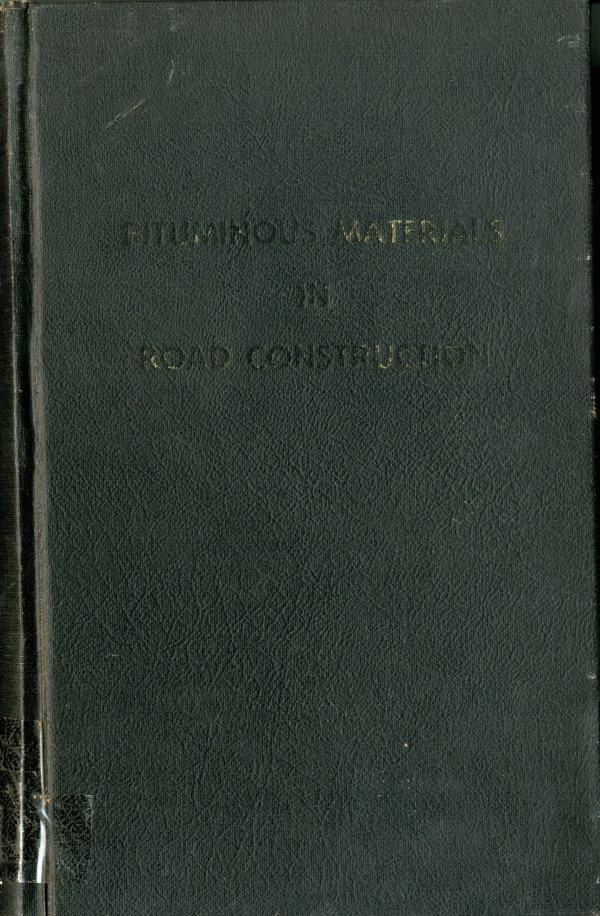 BITUMINOUS MATERIALS
IN
ROAD CONSTRUCTION